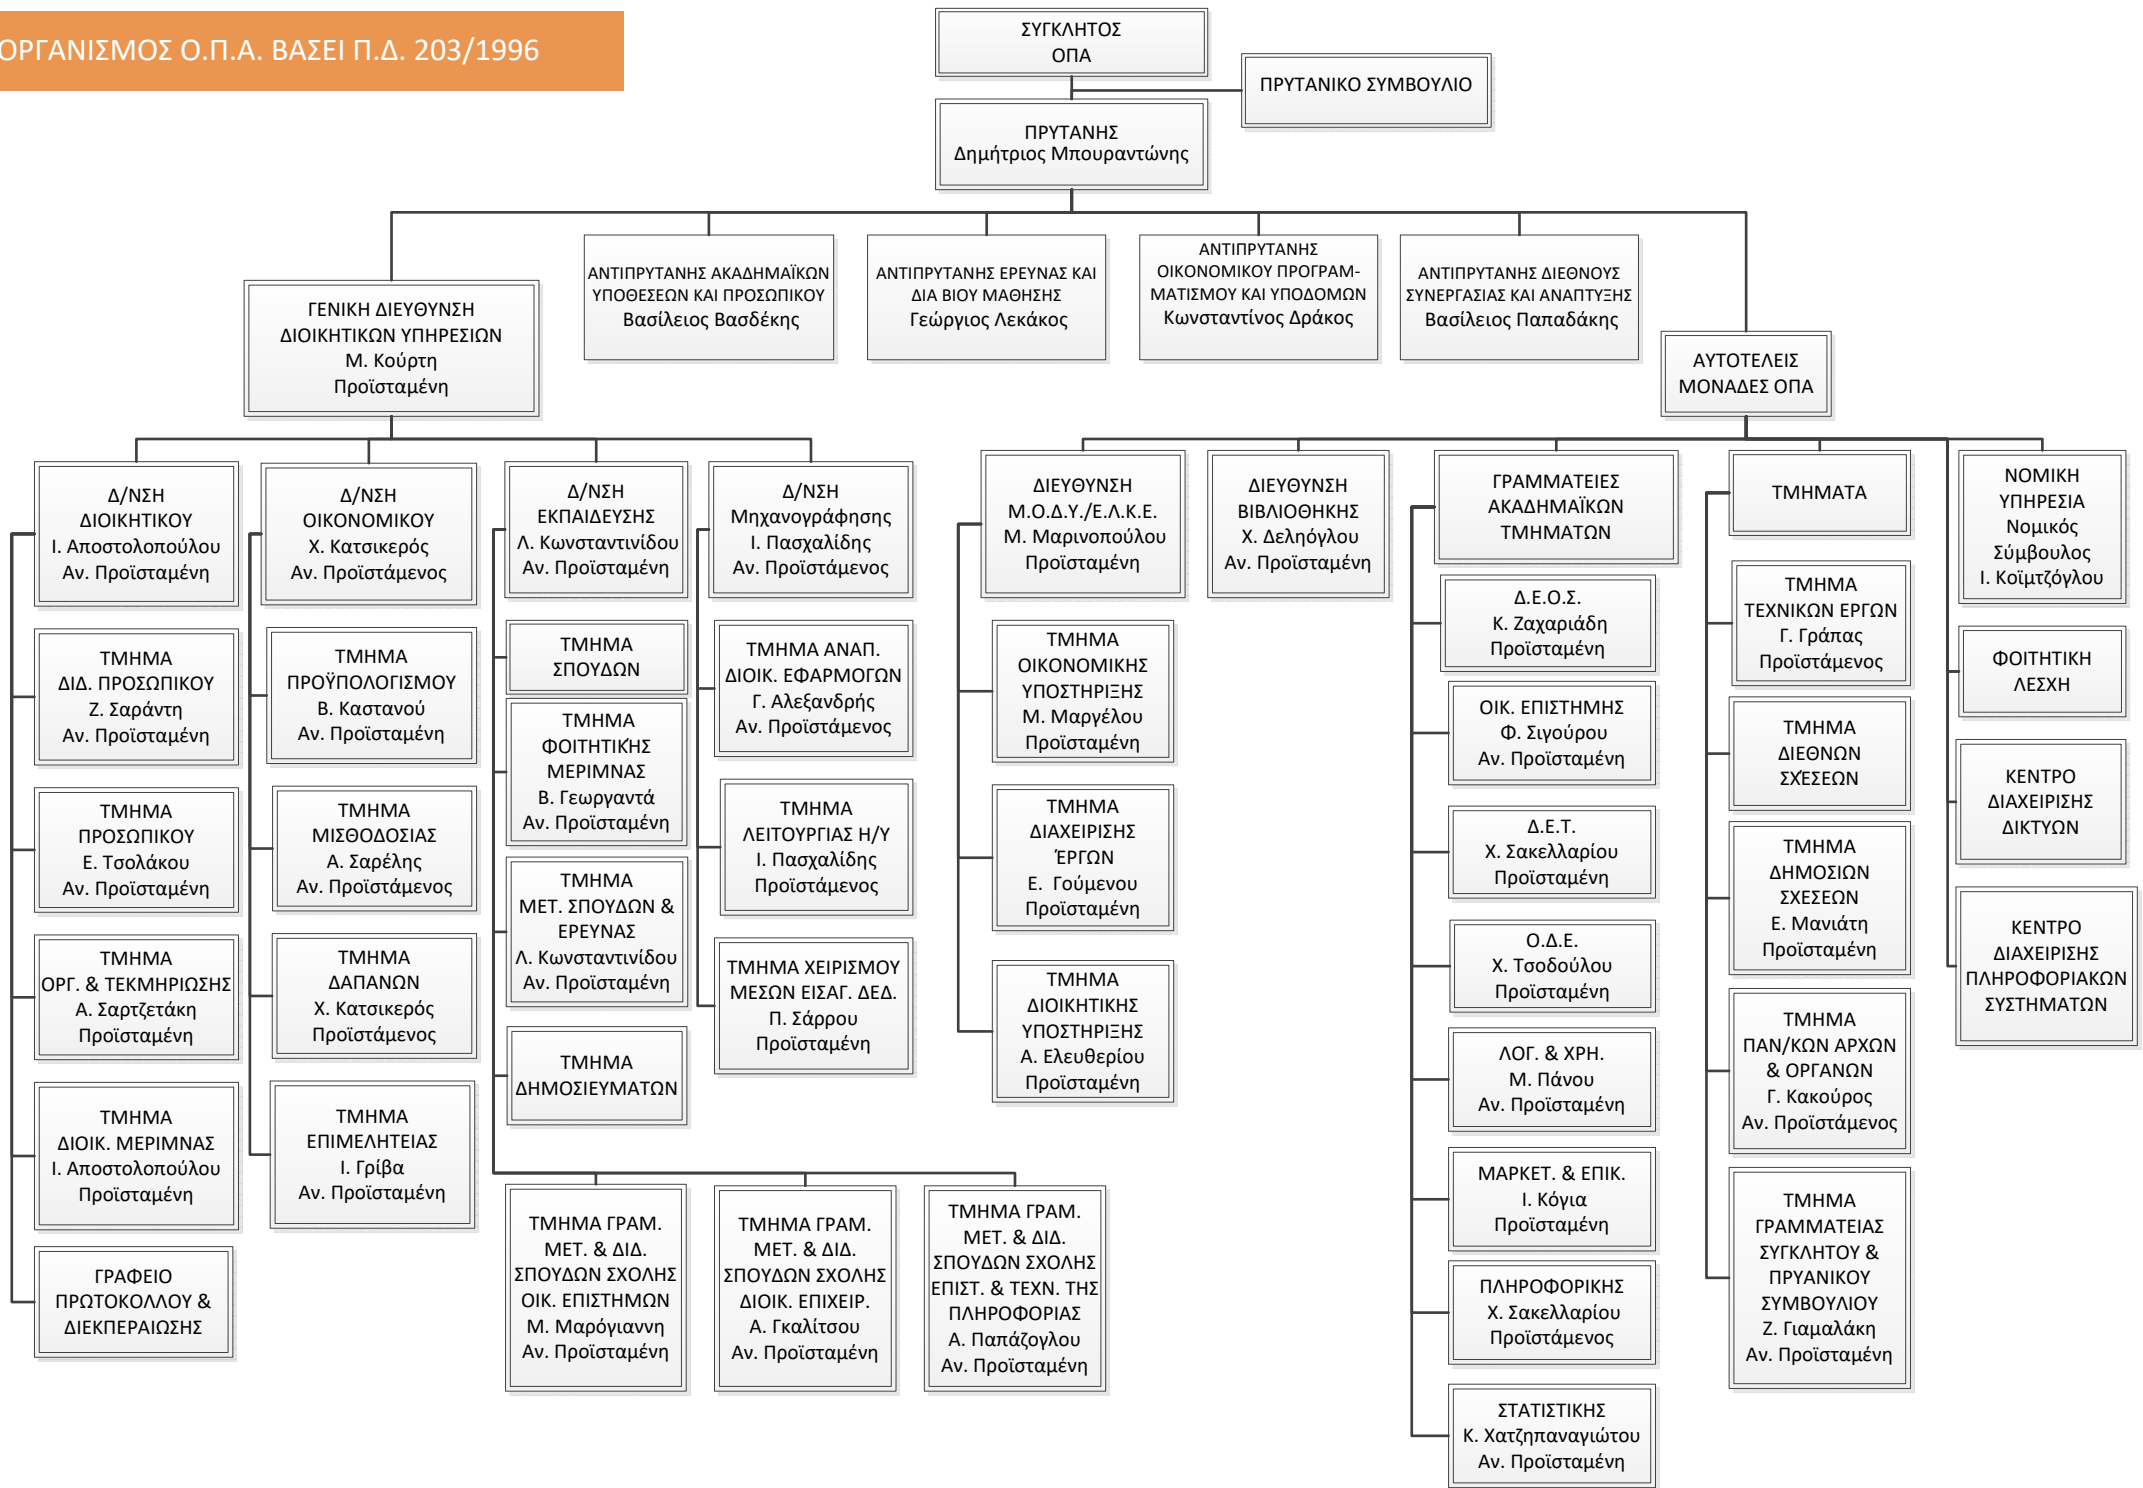 ΟΡΓΑΝΙΣΜΟΣ Ο.Π.Α. ΒΑΣΕΙ Π.Δ. 203/1996
ΣΥΓΚΛΗΤΟΣ
ΟΠΑ
ΠΡΥΤΑΝΙΚΟ ΣΥΜΒΟΥΛΙΟ
ΠΡΥΤΑΝΗΣ
Δημήτριος Μπουραντώνης
ΓΕΝΙΚΗ ΔΙΕΥΘΥΝΣΗ
ΔΙΟΙΚΗΤΙΚΩΝ ΥΠΗΡΕΣΙΩΝ
Μ. Κούρτη
Προϊσταμένη
ΑΝΤΙΠΡΥΤΑΝΗΣ ΑΚΑΔΗΜΑΪΚΩΝ
ΥΠΟΘΕΣΕΩΝ ΚΑΙ ΠΡΟΣΩΠΙΚΟΥ
Βασίλειος Βασδέκης
ΑΝΤΙΠΡΥΤΑΝΗΣ ΕΡΕΥΝΑΣ ΚΑΙ
ΔΙΑ ΒΙΟΥ ΜΑΘΗΣΗΣ
Γεώργιος Λεκάκος
ΑΝΤΙΠΡΥΤΑΝΗΣ
ΟΙΚΟΝΟΜΙΚΟΥ ΠΡΟΓΡΑΜ-
ΜΑΤΙΣΜΟΥ ΚΑΙ ΥΠΟΔΟΜΩΝ
Κωνσταντίνος Δράκος
ΑΝΤΙΠΡΥΤΑΝΗΣ ΔΙΕΘΝΟΥΣ
ΣΥΝΕΡΓΑΣΙΑΣ ΚΑΙ ΑΝΑΠΤΥΞΗΣ
Βασίλειος Παπαδάκης
ΑΥΤΟΤΕΛΕΙΣ
ΜΟΝΑΔΕΣ ΟΠΑ
Δ/ΝΣΗ
ΔΙΟΙΚΗΤΙΚΟΥ
Ι. Αποστολοπούλου
Αν. Προϊσταμένη
ΤΜΗΜΑ
ΔΙΔ. ΠΡΟΣΩΠΙΚΟΥ
Ζ. Σαράντη
Αν. Προϊσταμένη
ΤΜΗΜΑ
ΠΡΟΣΩΠΙΚΟΥ
Ε. Τσολάκου
Αν. Προϊσταμένη
ΤΜΗΜΑ
ΟΡΓ. & ΤΕΚΜΗΡΙΩΣΗΣ
Α. Σαρτζετάκη
Προϊσταμένη
ΤΜΗΜΑ
ΔΙΟΙΚ. ΜΕΡΙΜΝΑΣ
Ι. Αποστολοπούλου
Προϊσταμένη
ΓΡΑΦΕΙΟ
ΠΡΩΤΟΚΟΛΛΟΥ &
ΔΙΕΚΠΕΡΑΙΩΣΗΣ
Δ/ΝΣΗ
ΟΙΚΟΝΟΜΙΚΟΥ
Χ. Κατσικερός
Αν. Προϊστάμενος
ΤΜΗΜΑ
ΠΡΟΫΠΟΛΟΓΙΣΜΟΥ
Β. Καστανού
Αν. Προϊσταμένη
ΤΜΗΜΑ
ΜΙΣΘΟΔΟΣΙΑΣ
Α. Σαρέλης
Αν. Προϊστάμενος
ΤΜΗΜΑ
ΔΑΠΑΝΩΝ
Χ. Κατσικερός
Προϊστάμενος
ΤΜΗΜΑ
ΕΠΙΜΕΛΗΤΕΙΑΣ
Ι. Γρίβα
Αν. Προϊσταμένη
Δ/ΝΣΗ
ΕΚΠΑΙΔΕΥΣΗΣ
Λ. Κωνσταντινίδου
Αν. Προϊσταμένη
ΤΜΗΜΑ
ΣΠΟΥΔΩΝ
ΤΜΗΜΑ
ΦΟΙΤΗΤΙΚΉΣ
ΜΕΡΙΜΝΑΣ
Β. Γεωργαντά
Αν. Προϊσταμένη
ΤΜΗΜΑ
ΜΕΤ. ΣΠΟΥΔΩΝ &
ΕΡΕΥΝΑΣ
Λ. Κωνσταντινίδου
Αν. Προϊσταμένη
ΤΜΗΜΑ
ΔΗΜΟΣΙΕΥΜΑΤΩΝ
ΤΜΗΜΑ ΓΡΑΜ.
ΜΕΤ. & ΔΙΔ.
ΣΠΟΥΔΩΝ ΣΧΟΛΗΣ
ΟΙΚ. ΕΠΙΣΤΗΜΩΝ
Μ. Μαρόγιαννη
Αν. Προϊσταμένη
ΤΜΗΜΑ ΓΡΑΜ.
ΜΕΤ. & ΔΙΔ.
ΣΠΟΥΔΩΝ ΣΧΟΛΗΣ
ΔΙΟΙΚ. ΕΠΙΧΕΙΡ.
Α. Γκαλίτσου
Αν. Προϊσταμένη
ΤΜΗΜΑ ΓΡΑΜ.
ΜΕΤ. & ΔΙΔ.
ΣΠΟΥΔΩΝ ΣΧΟΛΗΣ
ΕΠΙΣΤ. & ΤΕΧΝ. ΤΗΣ
ΠΛΗΡΟΦΟΡΙΑΣ
Α. Παπάζογλου
Αν. Προϊσταμένη
Δ/ΝΣΗ
Μηχανογράφησης
Ι. Πασχαλίδης
Αν. Προϊστάμενος
ΤΜΗΜΑ ΑΝΑΠ.
ΔΙΟΙΚ. ΕΦΑΡΜΟΓΩΝ
Γ. Αλεξανδρής
Αν. Προϊστάμενος
ΤΜΗΜΑ
ΛΕΙΤΟΥΡΓΙΑΣ Η/Υ
Ι. Πασχαλίδης
Προϊστάμενος
ΤΜΗΜΑ ΧΕΙΡΙΣΜΟΥ
ΜΕΣΩΝ ΕΙΣΑΓ. ΔΕΔ.
Π. Σάρρου
Προϊσταμένη
ΔΙΕΥΘΥΝΣΗ
Μ.Ο.Δ.Υ./Ε.Λ.Κ.Ε.
Μ. Μαρινοπούλου
Προϊσταμένη
ΤΜΗΜΑ
ΟΙΚΟΝΟΜΙΚΗΣ
ΥΠΟΣΤΗΡΙΞΗΣ
Μ. Μαργέλου
Προϊσταμένη
ΤΜΗΜΑ
ΔΙΑΧΕΙΡΙΣΗΣ
ΈΡΓΩΝ
Ε. Γούμενου
Προϊσταμένη
ΤΜΗΜΑ
ΔΙΟΙΚΗΤΙΚΗΣ
ΥΠΟΣΤΗΡΙΞΗΣ
Α. Ελευθερίου
Προϊσταμένη
ΔΙΕΥΘΥΝΣΗ
ΒΙΒΛΙΟΘΗΚΗΣ
Χ. Δεληόγλου
Αν. Προϊσταμένη
ΓΡΑΜΜΑΤΕΙΕΣ
ΑΚΑΔΗΜΑΪΚΩΝ
ΤΜΗΜΑΤΩΝ
Δ.Ε.Ο.Σ.
Κ. Ζαχαριάδη
Προϊσταμένη
ΟΙΚ. ΕΠΙΣΤΗΜΗΣ
Φ. Σιγούρου
Αν. Προϊσταμένη
Δ.Ε.Τ.
Χ. Σακελλαρίου
Προϊσταμένη
Ο.Δ.Ε.
Χ. Τσοδούλου
Προϊσταμένη
ΛΟΓ. & ΧΡΗ.
Μ. Πάνου
Αν. Προϊσταμένη
ΜΑΡΚΕΤ. & ΕΠΙΚ.
Ι. Κόγια
Προϊσταμένη
ΠΛΗΡΟΦΟΡΙΚΗΣ
Χ. Σακελλαρίου
Προϊστάμενος
ΣΤΑΤΙΣΤΙΚΗΣ
Κ. Χατζηπαναγιώτου
Αν. Προϊσταμένη
ΤΜΗΜΑΤΑ
ΤΜΗΜΑ
ΤΕΧΝΙΚΩΝ ΕΡΓΩΝ
Γ. Γράπας
Προϊστάμενος
ΤΜΗΜΑ
ΔΙΕΘΝΩΝ
ΣΧΈΣΕΩΝ
ΤΜΗΜΑ
ΔΗΜΟΣΙΩΝ
ΣΧΕΣΕΩΝ
Ε. Μανιάτη
Προϊσταμένη
ΤΜΗΜΑ
ΠΑΝ/ΚΩΝ ΑΡΧΩΝ
& ΟΡΓΑΝΩΝ
Γ. Κακούρος
Αν. Προϊστάμενος
ΤΜΗΜΑ
ΓΡΑΜΜΑΤΕΙΑΣ
ΣΥΓΚΛΗΤΟΥ &
ΠΡΥΑΝΙΚΟΥ
ΣΥΜΒΟΥΛΙΟΥ
Ζ. Γιαμαλάκη
Αν. Προϊσταμένη
ΝΟΜΙΚΗ
ΥΠΗΡΕΣΙΑ
Νομικός
Σύμβουλος
Ι. Κοϊμτζόγλου
ΦΟΙΤΗΤΙΚΗ
ΛΕΣΧΗ
ΚΕΝΤΡΟ
ΔΙΑΧΕΙΡΙΣΗΣ
ΔΙΚΤΥΩΝ
ΚΕΝΤΡΟ
ΔΙΑΧΕΙΡΙΣΗΣ
ΠΛΗΡΟΦΟΡΙΑΚΩΝ
ΣΥΣΤΗΜΑΤΩΝ